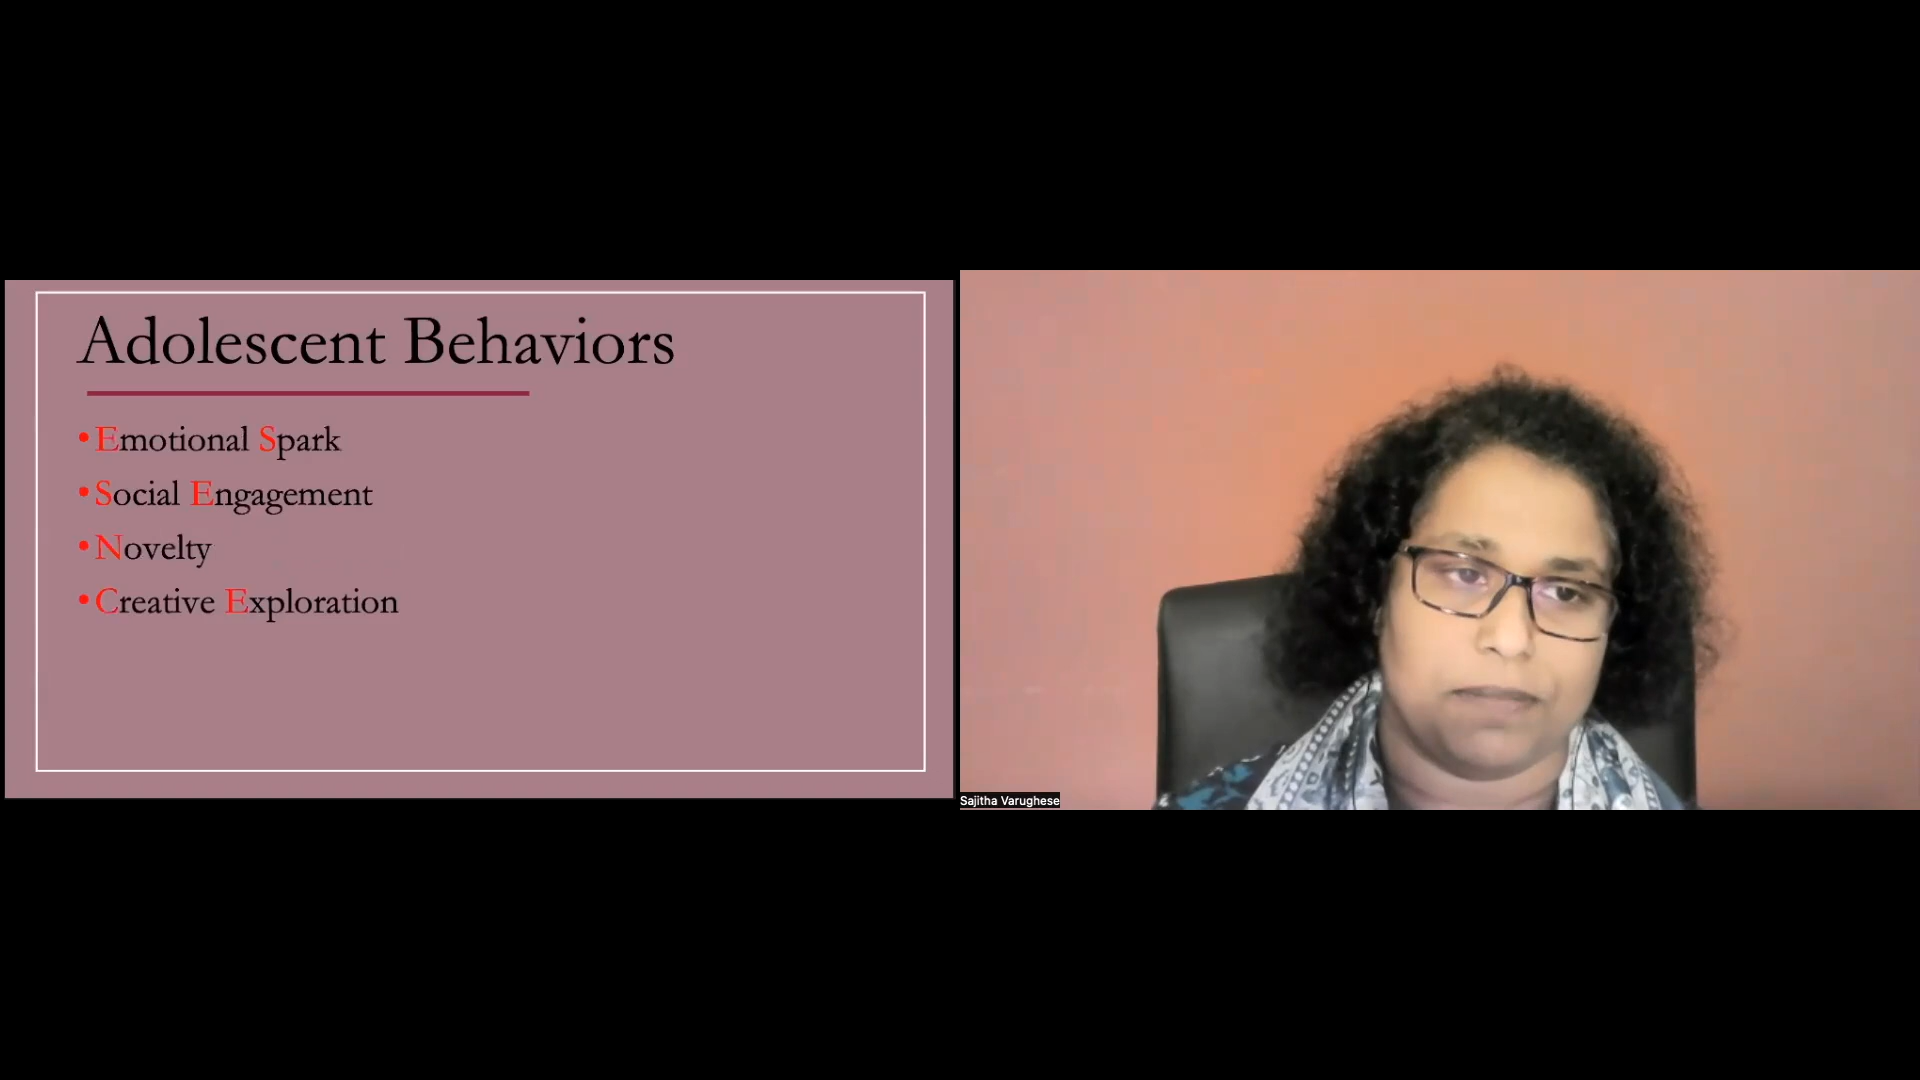 Adolescent Behaviors
•Emotional Spark
•Social Engagement
•Novelty
•Creative Exploration
Sajitha Varughese